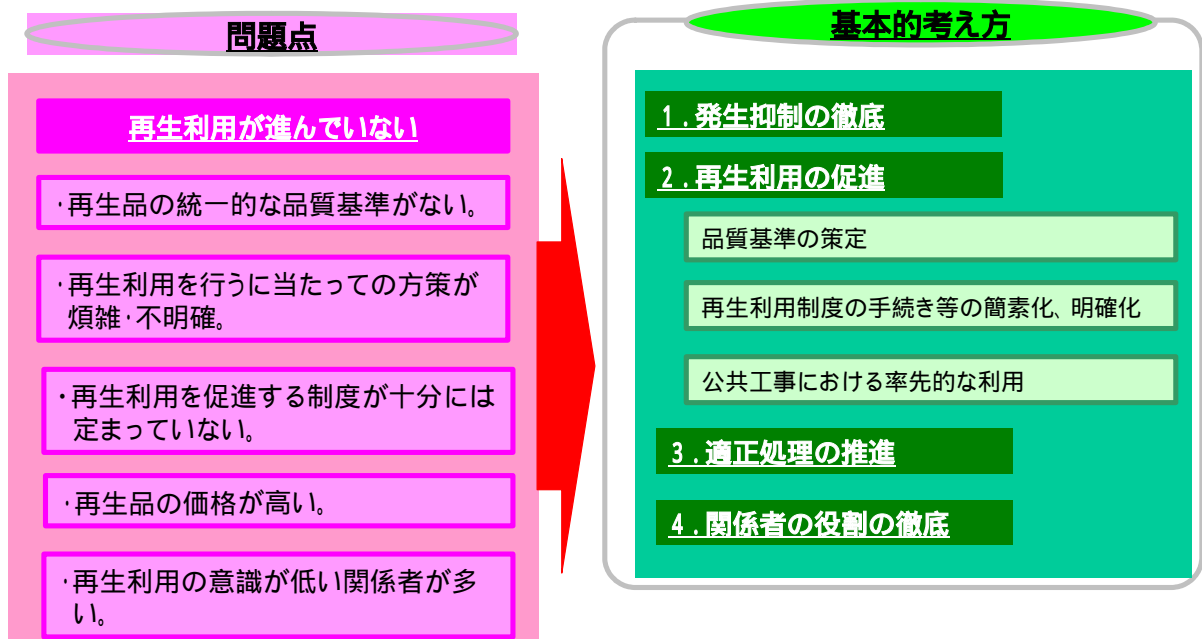 問題点
再生利用が進んでいない
・再生品の統一的な品質基準がない。
・再生利用を行うに当たっての方策が
煩雑・不明確。
・再生利用を促進する制度が十分には
定まっていない。
・再生品の価格が高い。
・再生利用の意識が低い関係者が多
い。
基本的考え方
１．発生抑制の徹底
２．再生利用の促進
品質基準の策定
再生利用制度の手続き等の簡素化、明確化
公共工事における率先的な利用
３．適正処理の推進
４．関係者の役割の徹底